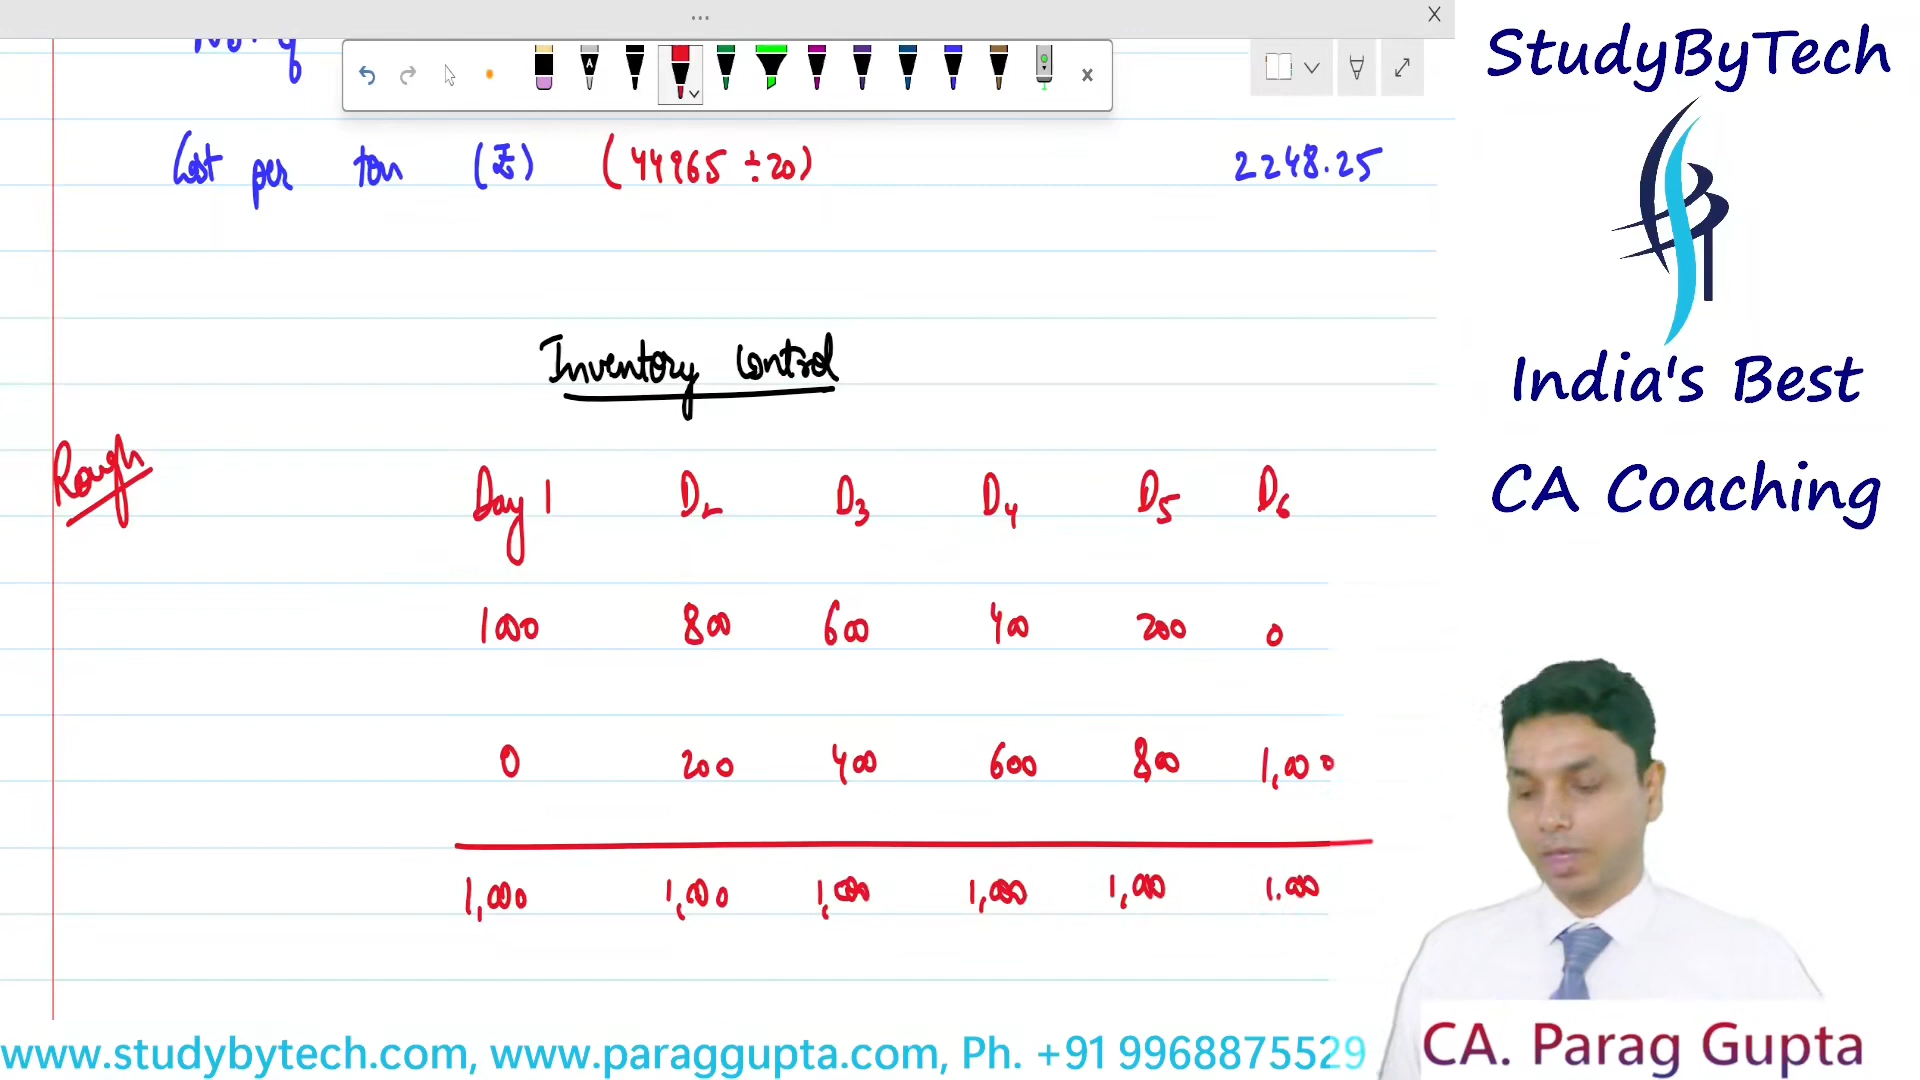 StudyByTech
Cost per ton (₹) (44965 ÷ 20) 2248.25
India's Best
CA Coaching
Inventory Control
Rough
Day 1 D2 D3 D4 D5 D6
1000 800 600 400 200 0
0 200 400 600 800 1,000
1,000 1,000 1,000 1,000 1,000 1.000
www.studybytech.com, www.paraggupta.com, Ph. +91 9968875529
CA. Parag Gupta